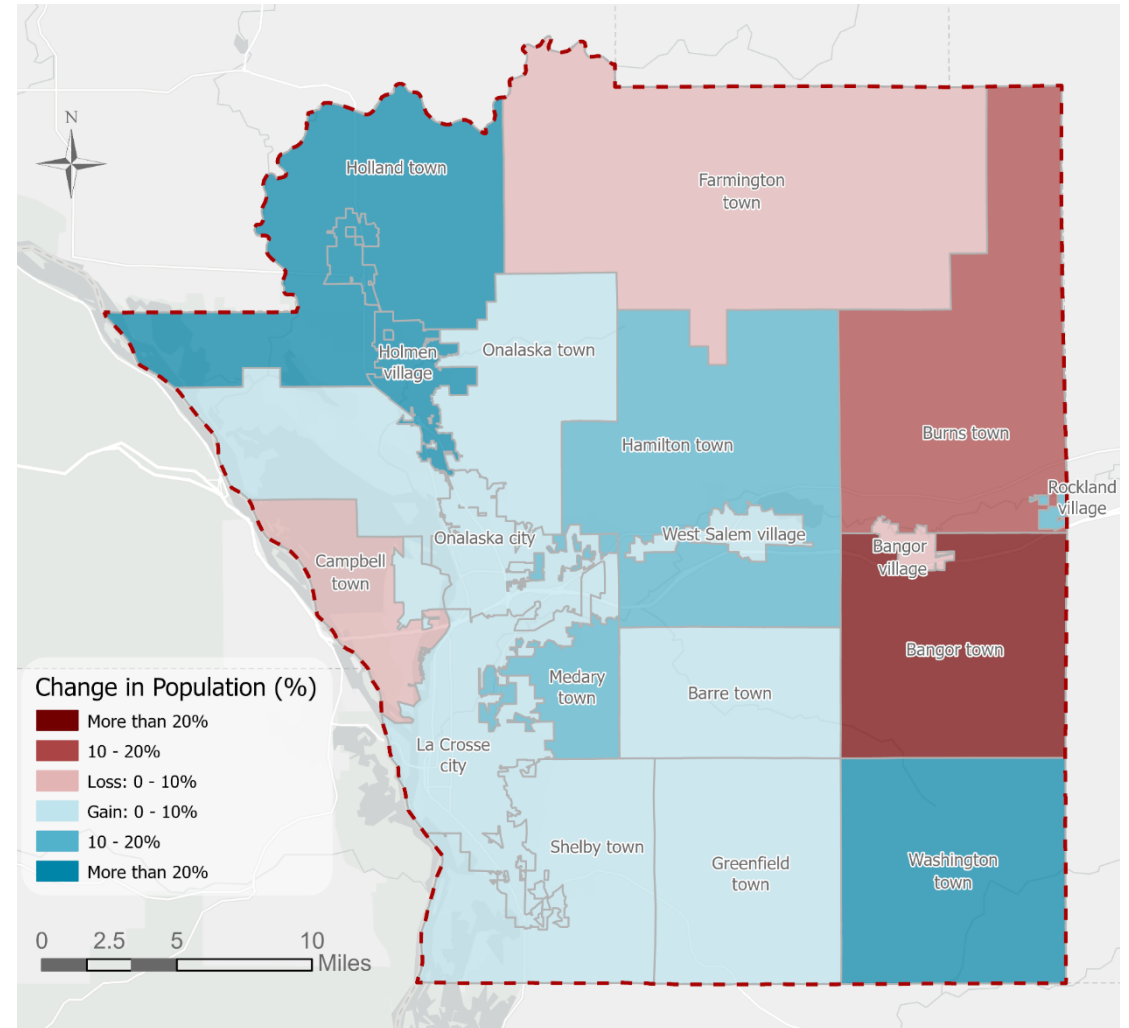 N
Holland town
Farmington
town
Holmen
village
Onalaska town
Hamilton town
Burns town
Rockland
village
Onalaska city
West Salem village
Bangor
village
Campbell
town
Medary
town
Barre town
Bangor town
La Crosse
city
Shelby town
Greenfield
town
Washington
town
Change in Population (%)
More than 20%
10 - 20%
Loss: 0 - 10%
Gain: 0 - 10%
10 - 20%
More than 20%
0 2.5 5 10
Miles